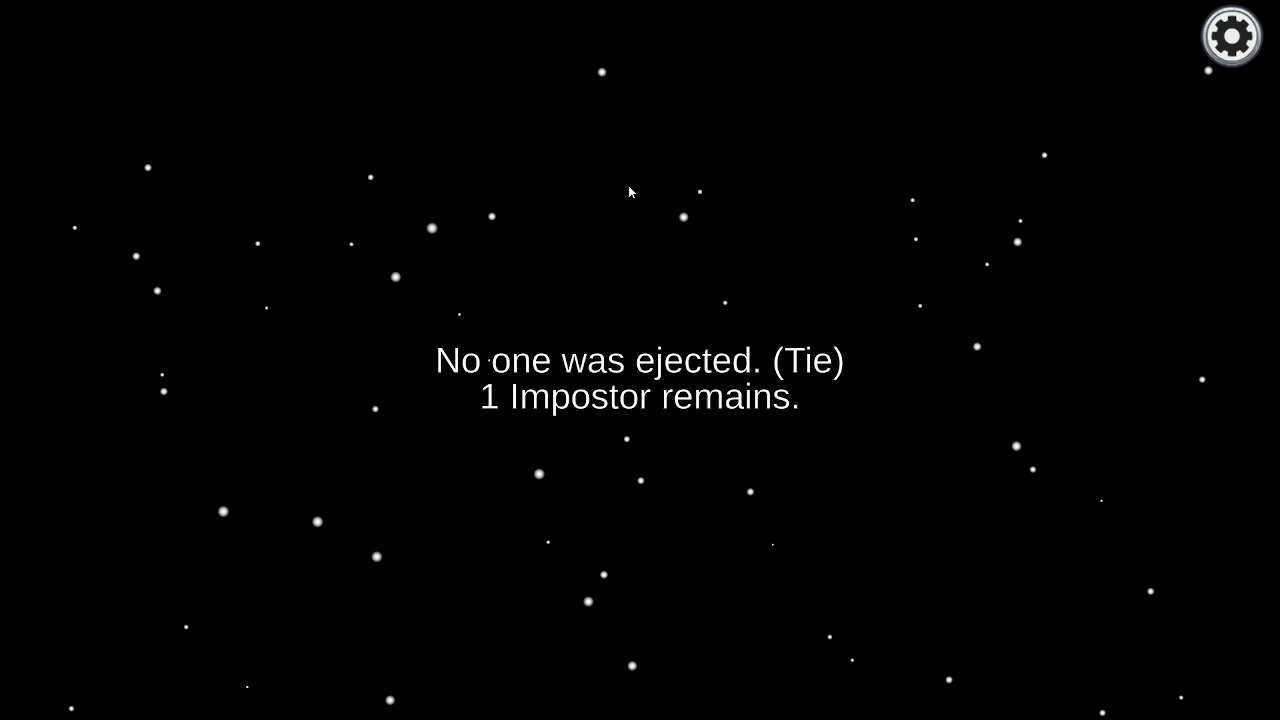 No one was ejected. (Tie)
1 Impostor remains.